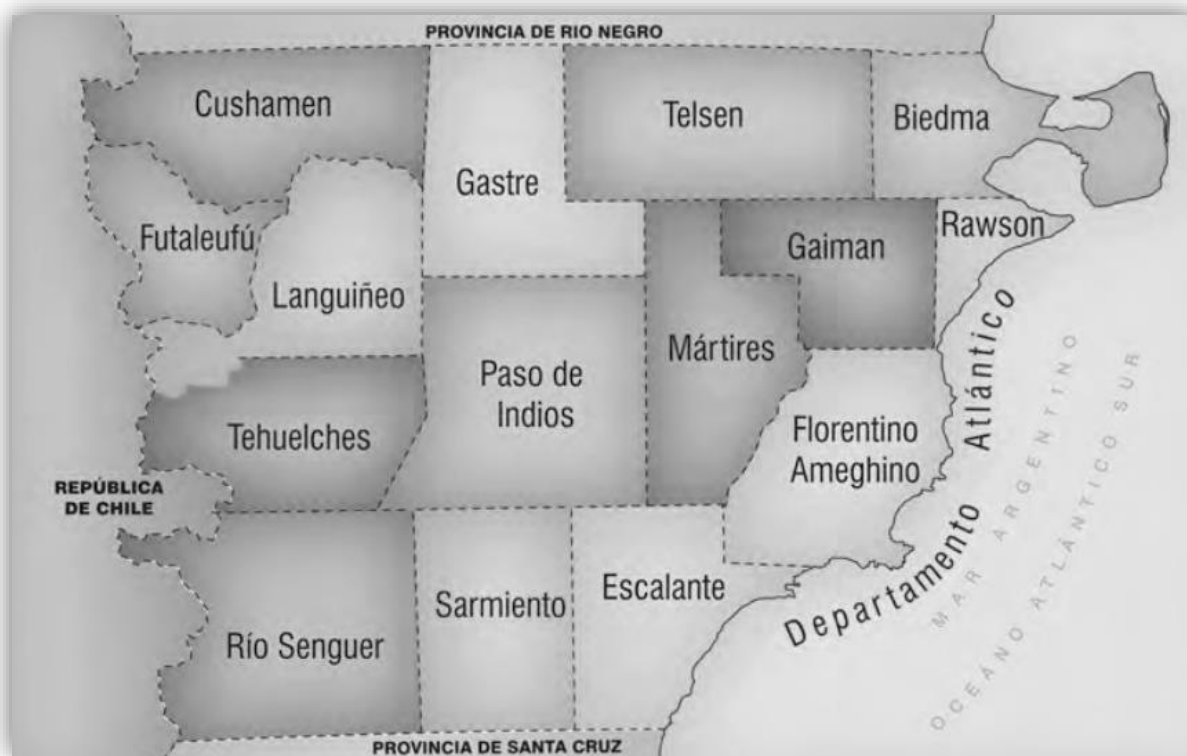 PROVINCIA DE RIO NEGRO
Cushamen
Telsen
Biedma
Gastre
Futaleufú
Languiñeo
Gaiman
Rawson
Mártires
Paso de
Indios
Tehuelches
Florentino
Ameghino
REPÚBLICA
DE CHILE
Escalante
Sarmiento
Río Senguer
Departamento Atlántico
MAR ARGENTINO
OCEANO ATLÁNTICO SUR
PROVINCIA DE SANTA CRUZ